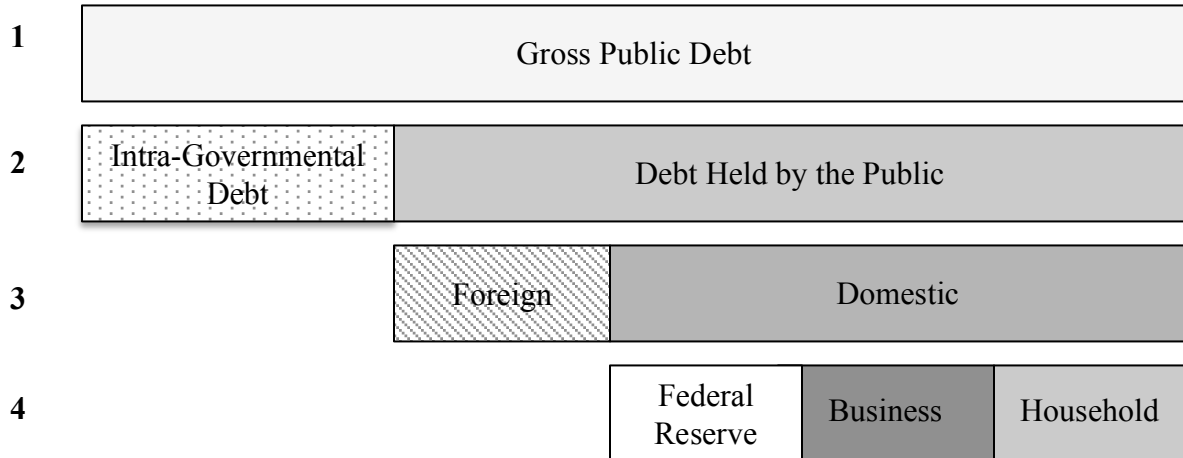 1
Gross Public Debt
2
Intra-Governmental
Debt
Debt Held by the Public
3
Foreign
Domestic
4
Federal
Reserve
Business
Household